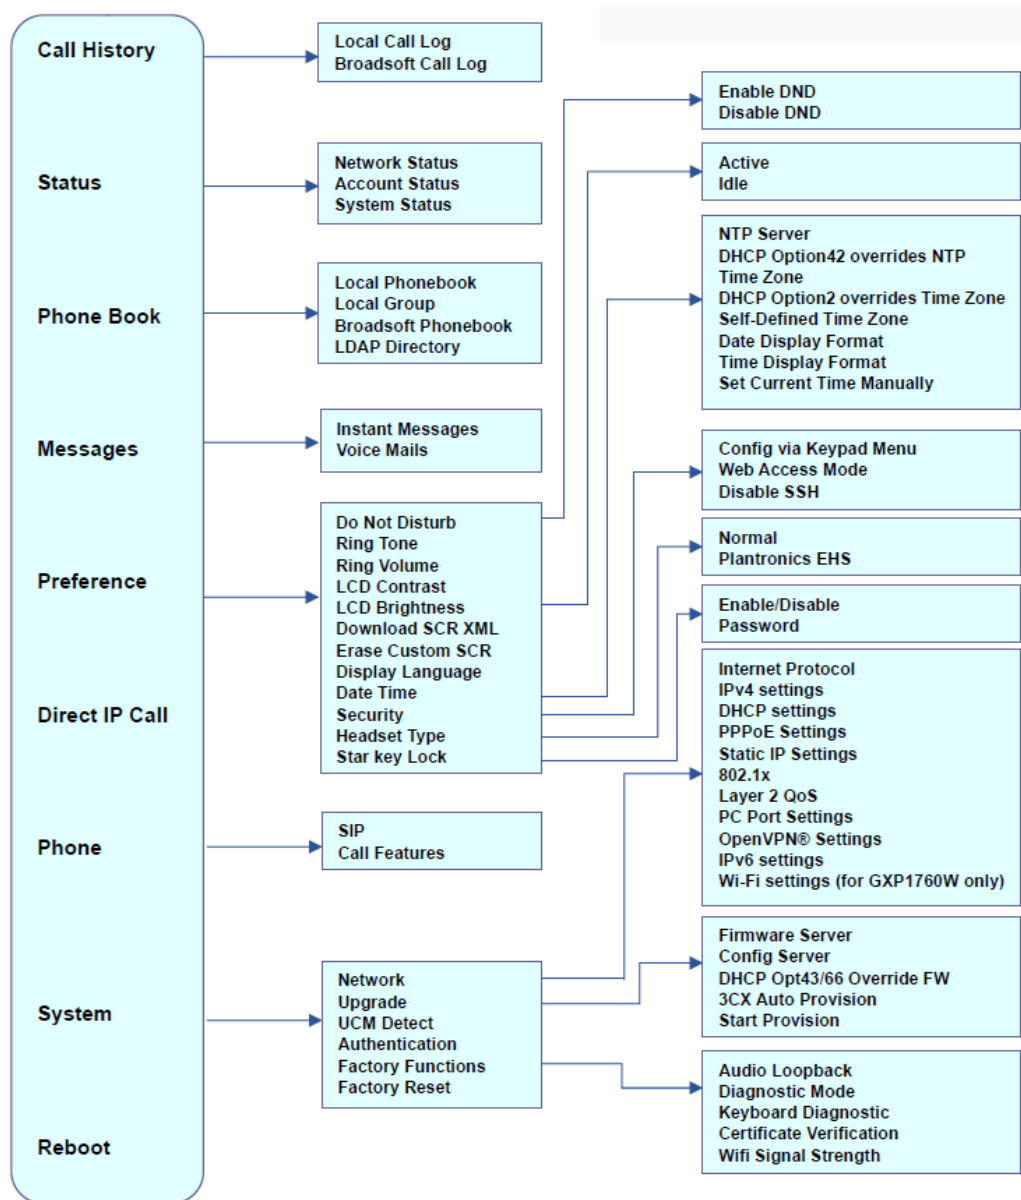 Call History
Status
Phone Book
Messages
Preference
Direct IP Call
Phone
System
Reboot
Local Call Log
Broadsoft Call Log
Network Status
Account Status
System Status
Local Phonebook
Local Group
Broadsoft Phonebook
LDAP Directory
Instant Messages
Voice Mails
Do Not Disturb
Ring Tone
Ring Volume
LCD Contrast
LCD Brightness
Download SCR XML
Erase Custom SCR
Display Language
Date Time
Security
Headset Type
Star key Lock
SIP
Call Features
Network
Upgrade
UCM Detect
Authentication
Factory Functions
Factory Reset
Enable DND
Disable DND
Active
Idle
NTP Server
DHCP Option42 overrides NTP
Time Zone
DHCP Option2 overrides Time Zone
Self-Defined Time Zone
Date Display Format
Time Display Format
Set Current Time Manually
Config via Keypad Menu
Web Access Mode
Disable SSH
Normal
Plantronics EHS
Enable/Disable
Password
Internet Protocol
IPv4 settings
DHCP settings
PPPoE Settings
Static IP Settings
802.1x
Layer 2 QoS
PC Port Settings
OpenVPN® Settings
IPv6 settings
Wi-Fi settings (for GXP1760W only)
Firmware Server
Config Server
DHCP Opt43/66 Override FW
3CX Auto Provision
Start Provision
Audio Loopback
Diagnostic Mode
Keyboard Diagnostic
Certificate Verification
Wifi Signal Strength